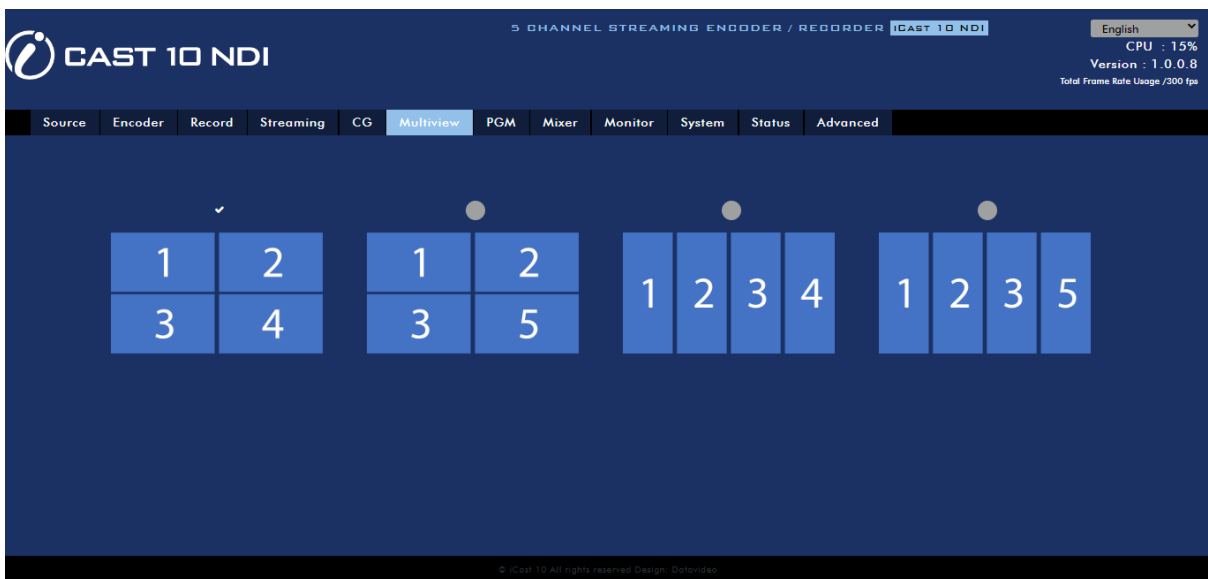 5 CHANNEL STREAMING ENCODER / RECORDER iCAST 10 NDI
English
CPU : 15%
Version : 1.0.0.8
Total Frame Rate Usage /300 fps
i CAST 10 NDI
Source Encoder Record Streaming CG Multiview PGM Mixer Monitor System Status Advanced
1 2 1 2
1 2 3 4 1 2 3 5
3 4 3 5
© iCast 10 All rights reserved Design: Datavideo